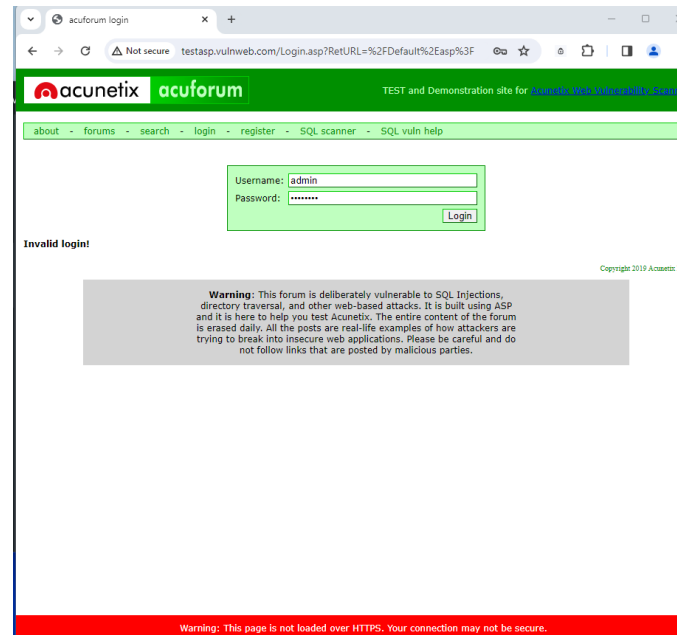 acuforum login
Not secure testasp.vulnweb.com/Login.asp?RetURL=%2FDefault%2Easp%3F
acunetix acuforum
TEST and Demonstration site for Acunetix Web Vulnerability Scan
about - forums - search - login - register - SQL scanner - SQL vuln help
Username: admin
Password: ••••••••
Login
Invalid login!
Copyright 2019 Acunetix
Warning: This forum is deliberately vulnerable to SQL Injections,
directory traversal, and other web-based attacks. It is built using ASP
and it is here to help you test Acunetix. The entire content of the forum
is erased daily. All the posts are real-life examples of how attackers are
trying to break into insecure web applications. Please be careful and do
not follow links that are posted by malicious parties.
Warning: This page is not loaded over HTTPS. Your connection may not be secure.